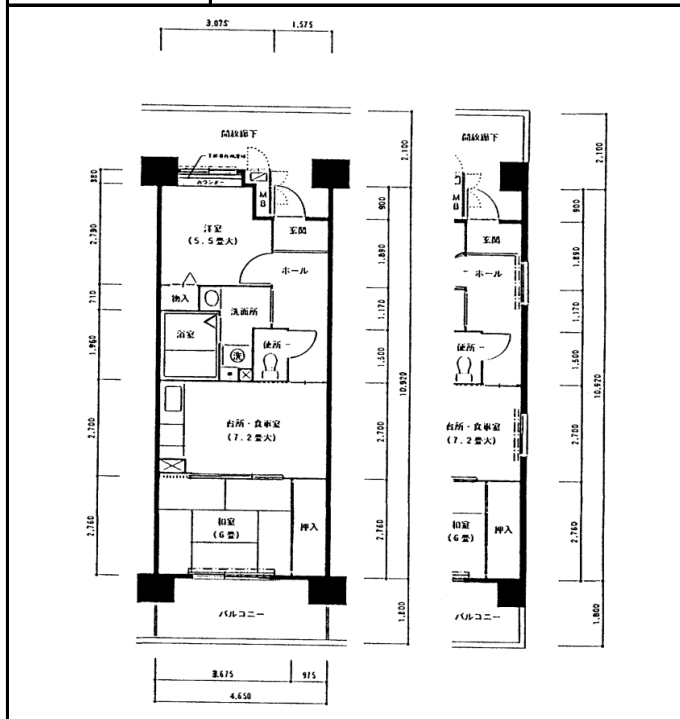 3.075
1.575
開放廊下
カウンター
MB
880
2.790
710
1.960
2.700
2.760
洋室
(5.5畳大)
玄関
ホール
物入
洗面所
浴室
洗
便所
台所・食事室
(7.2畳大)
和室
(6畳)
押入
バルコニー
2.100
900
1.890
1.170
1.500
2.700
2.760
1.800
10.920
3.675
975
4.650
開放廊下
MB
玄関
ホール
便所
台所・食事室
(7.2畳大)
和室
(6畳)
押入
バルコニー
2.100
900
1.890
1.170
1.500
2.700
2.760
1.800
10.920